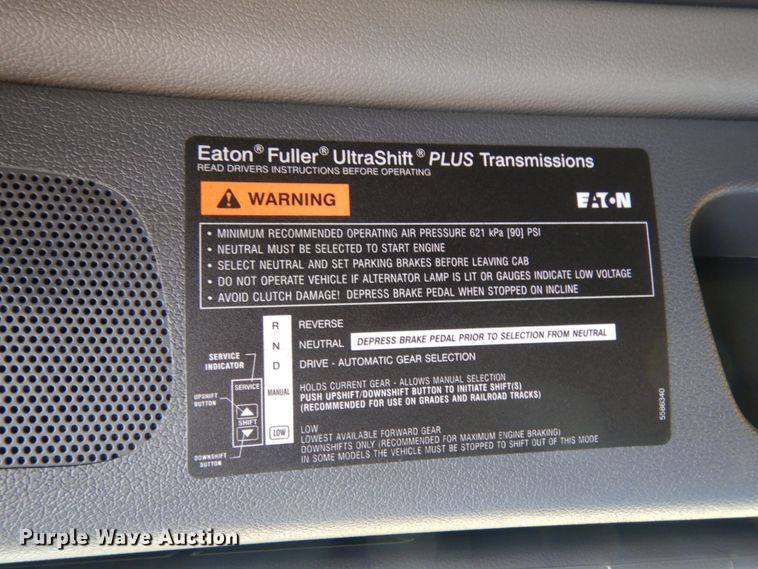 Eaton® Fuller® UltraShift® PLUS Transmissions
READ DRIVERS INSTRUCTIONS BEFORE OPERATING
WARNING
EATON
• MINIMUM RECOMMENDED OPERATING AIR PRESSURE 621 kPa [90] PSI
• NEUTRAL MUST BE SELECTED TO START ENGINE
• SELECT NEUTRAL AND SET PARKING BRAKES BEFORE LEAVING CAB
• DO NOT OPERATE VEHICLE IF ALTERNATOR LAMP IS LIT OR GAUGES INDICATE LOW VOLTAGE
• AVOID CLUTCH DAMAGE! DEPRESS BRAKE PEDAL WHEN STOPPED ON INCLINE
R REVERSE
N NEUTRAL DEPRESS BRAKE PEDAL PRIOR TO SELECTION FROM NEUTRAL
D DRIVE - AUTOMATIC GEAR SELECTION
MANUAL
HOLDS CURRENT GEAR - ALLOWS MANUAL SELECTION
PUSH UPSHIFT/DOWNSHIFT BUTTON TO INITIATE SHIFT(S)
(RECOMMENDED FOR USE ON GRADES AND RAILROAD TRACKS)
LOW
LOW
LOWEST AVAILABLE FORWARD GEAR
DOWNSHIFTS ONLY (RECOMMENDED FOR MAXIMUM ENGINE BRAKING)
IN SOME MODELS THE VEHICLE MUST BE STOPPED TO SHIFT OUT OF THIS MODE
SERVICE
INDICATOR
SERVICE
UPSHIFT
BUTTON
SHIFT
DOWNSHIFT
BUTTON
5586340
Purple Wave Auction